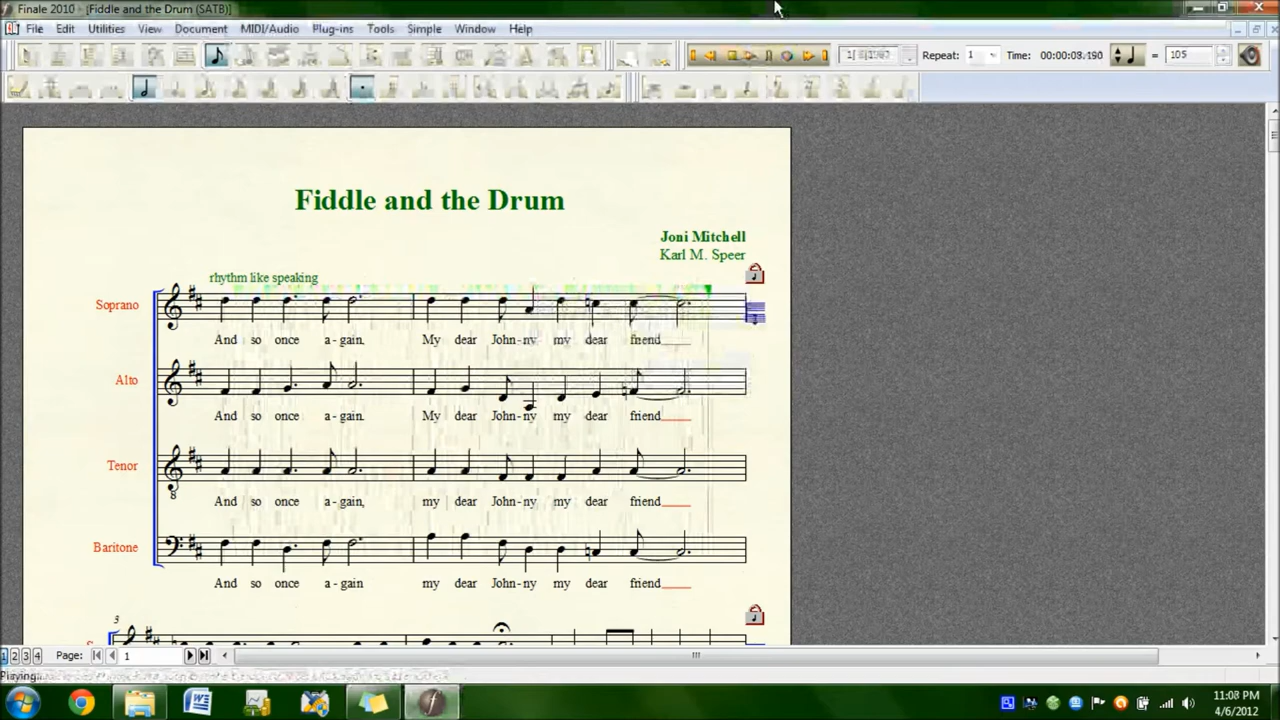 Finale 2010 - [Fiddle and the Drum (SATB)]
File Edit Utilities View Document MIDI/Audio Plug-ins Tools Simple Window Help
Repeat: 1 Time: 00:00:08.190 = 105
Fiddle and the Drum
Joni Mitchell
Karl M. Speer
rhythm like speaking
Soprano
And so once a - gain, My dear John - ny my dear friend
Alto
And so once a - gain. My dear John - ny my dear friend
Tenor
8
And so once a - gain, my dear John - ny my dear friend
Baritone
And so once a - gain my dear John - ny my dear friend
3
1 2 3 4 Page: 1
Playing...
11:08 PM
4/6/2012